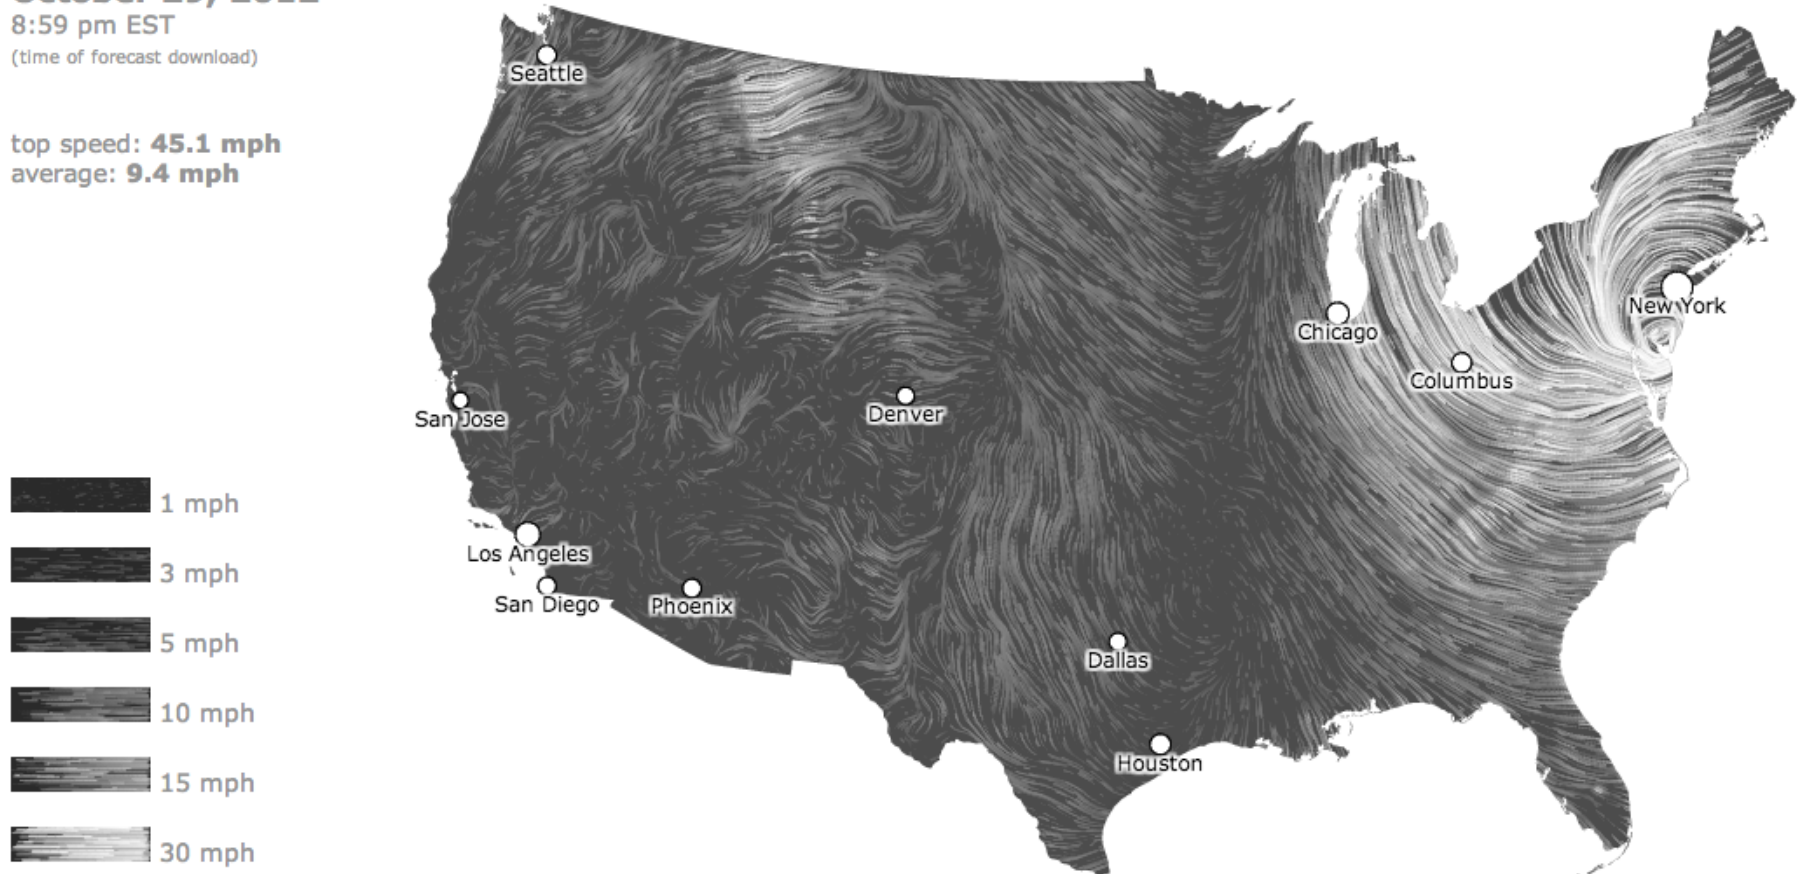 8:59 pm EST
(time of forecast download)
top speed: 45.1 mph
average: 9.4 mph
1 mph
3 mph
5 mph
10 mph
15 mph
30 mph
Seattle
New York
Chicago
Columbus
Denver
San Jose
Los Angeles
San Diego
Phoenix
Dallas
Houston